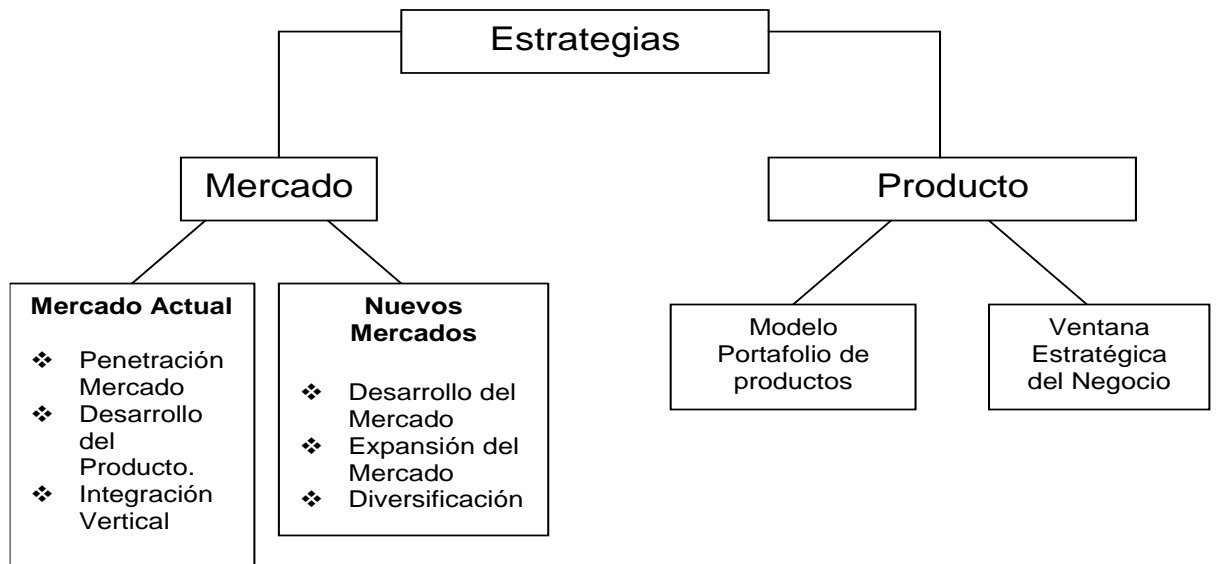 Estrategias
Mercado
Producto
Mercado Actual
❖ Penetración
Mercado
❖ Desarrollo
del
Producto.
❖ Integración
Vertical
Nuevos
Mercados
❖ Desarrollo del
Mercado
❖ Expansión del
Mercado
❖ Diversificación
Modelo
Portafolio de
productos
Ventana
Estratégica
del Negocio